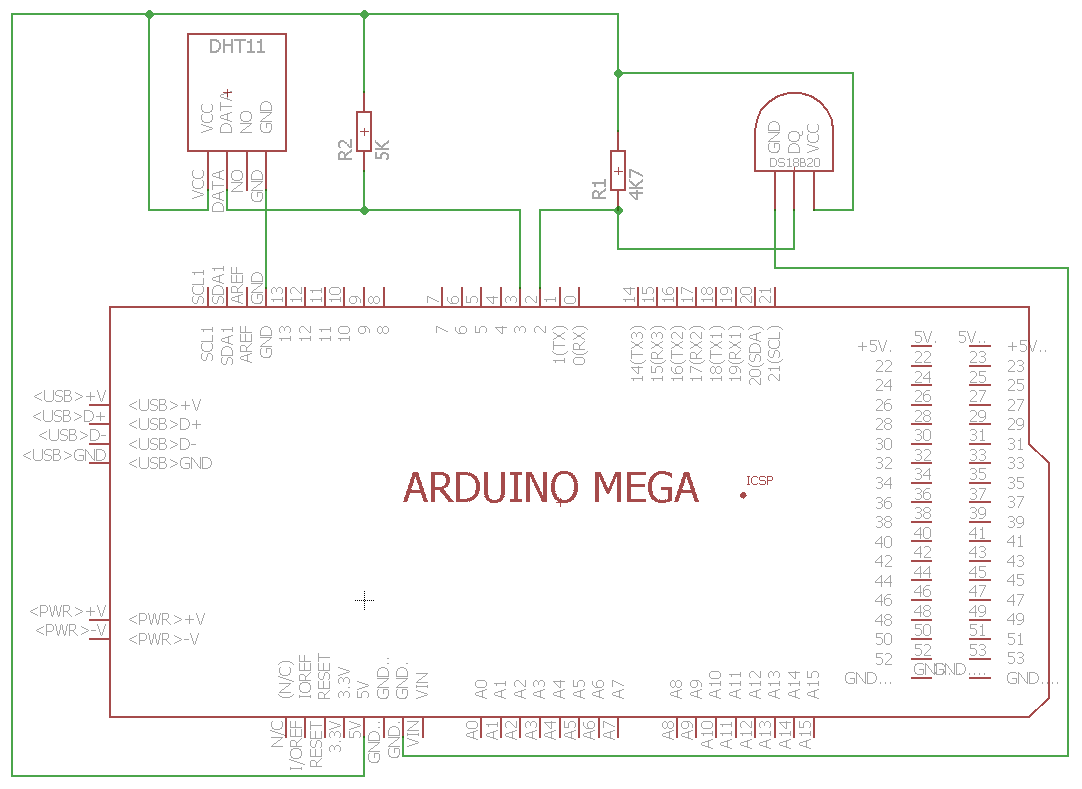 DHT11
VCC
DATA
NO
GND
VCC
DATA
NO
GND
R2
5K
R1
4K7
GND
DQ
VCC
DS18B20
SCL1
SDA1
AREF
GND
13
12
11
10
9
8
7
6
5
4
3
2
1
0
14
15
16
17
18
19
20
21
SCL1
SDA1
AREF
GND
13
12
11
10
9
8
7
6
5
4
3
2
1(TX)
0(RX)
14(TX3)
15(RX3)
16(TX2)
17(RX2)
18(TX1)
19(RX1)
20(SDA)
21(SCL)
<USB>+V
<USB>D+
<USB>D-
<USB>GND
<USB>+V
<USB>D+
<USB>D-
<USB>GND
ARDUINO MEGA
ICSP
+5V.
22
24
26
28
30
32
34
36
38
40
42
44
46
48
50
52
GND...
5V.
22
24
26
28
30
32
34
36
38
40
42
44
46
48
50
52
GND...
5V..
23
25
27
29
31
33
35
37
39
41
43
45
47
49
51
53
GND....
+5V..
23
25
27
29
31
33
35
37
39
41
43
45
47
49
51
53
GND....
<PWR>+V
<PWR>-V
<PWR>+V
<PWR>-V
(N/C)
IOREF
RESET
3.3V
5V
GND..
GND.
VIN
A0
A1
A2
A3
A4
A5
A6
A7
A8
A9
A10
A11
A12
A13
A14
A15
N/C
I/OREF
RESET
3.3V
5V
GND..
GND.
VIN
A0
A1
A2
A3
A4
A5
A6
A7
A8
A9
A10
A11
A12
A13
A14
A15